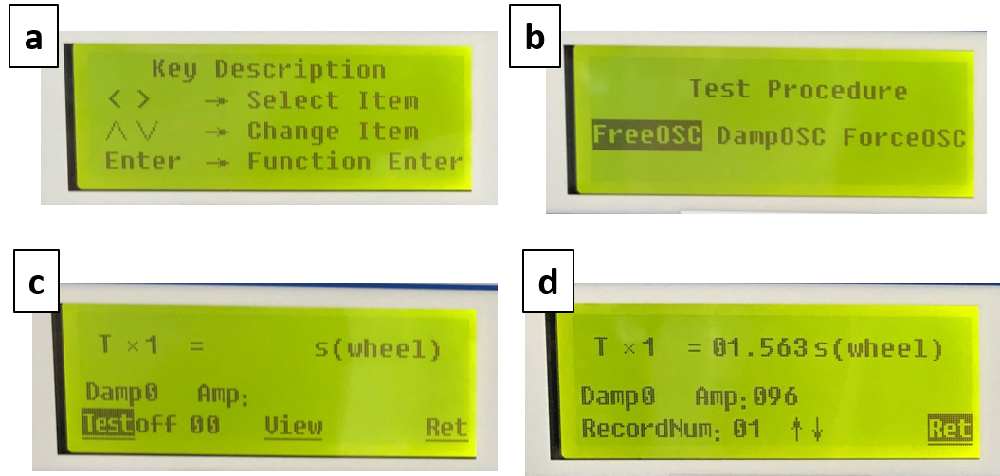 a
Key Description
< > → Select Item
∧ ∨ → Change Item
Enter → Function Enter
b
Test Procedure
FreeOSC DampOSC ForceOSC
c
T ×1 = s(wheel)
Damp0 Amp:
Testoff 00 View Ret
d
T ×1 =01.563s(wheel)
Damp0 Amp:096
RecordNum: 01 ↑↓ Ret